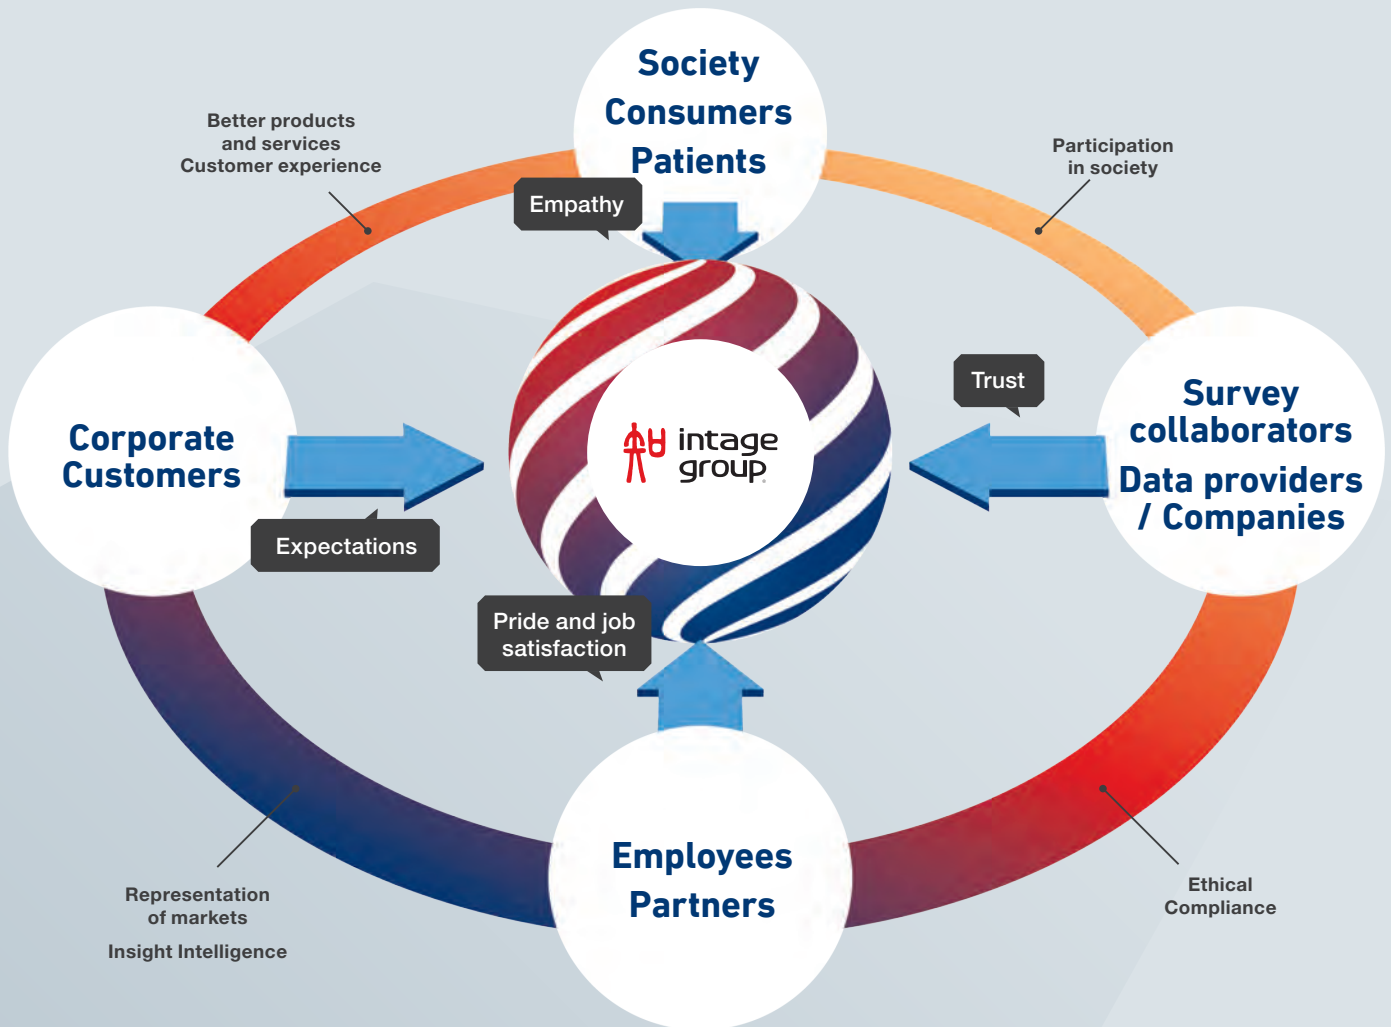 Society
Consumers
Patients
Better products
and services
Customer experience
Participation
in society
Empathy
Trust
Corporate
Customers
intage
group
Survey
collaborators
Data providers
/ Companies
Expectations
Pride and job
satisfaction
Employees
Partners
Representation
of markets
Insight Intelligence
Ethical
Compliance